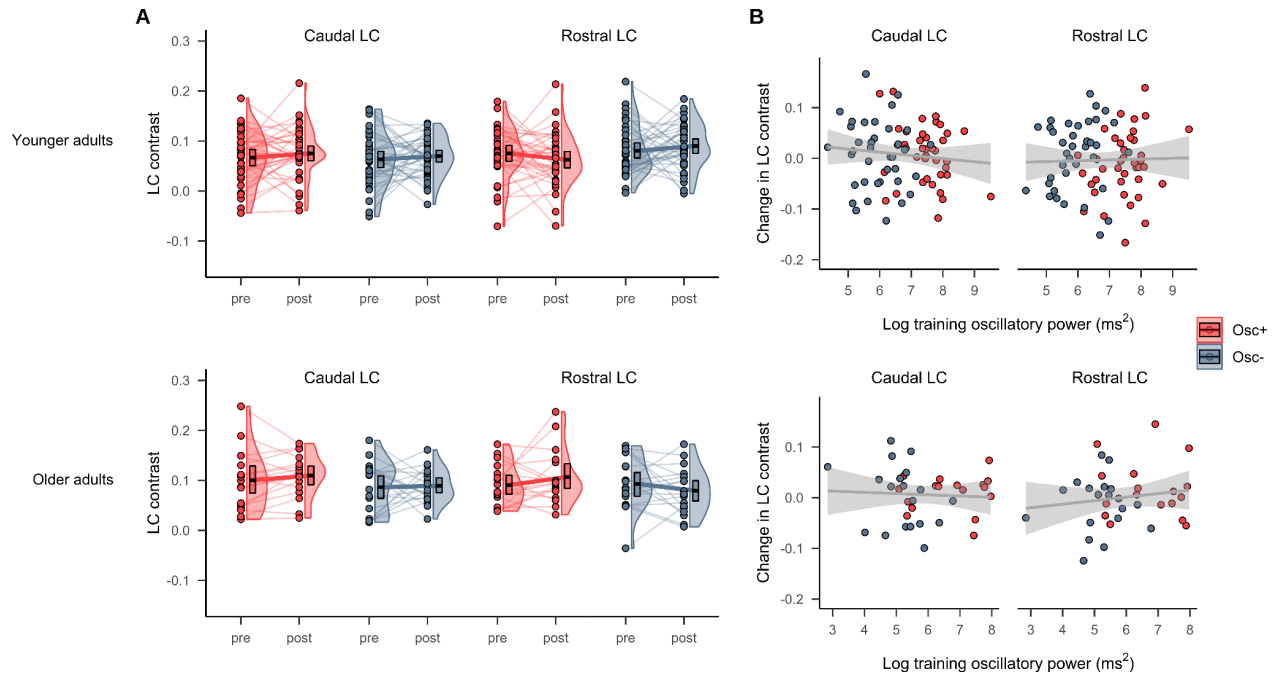 A
Caudal LC
Rostral LC
Younger adults
LC contrast
0.3
0.2
0.1
0.0
-0.1
pre
post
pre
post
pre
post
pre
post
B
Caudal LC
Rostral LC
Change in LC contrast
0.1
0.0
-0.1
-0.2
5 6 7 8 9
5 6 7 8 9
Log training oscillatory power (ms²)
Osc+
Osc-
Caudal LC
Rostral LC
Older adults
LC contrast
0.3
0.2
0.1
0.0
-0.1
pre
post
pre
post
pre
post
pre
post
Caudal LC
Rostral LC
Change in LC contrast
0.1
0.0
-0.1
-0.2
3 4 5 6 7 8
3 4 5 6 7 8
Log training oscillatory power (ms²)